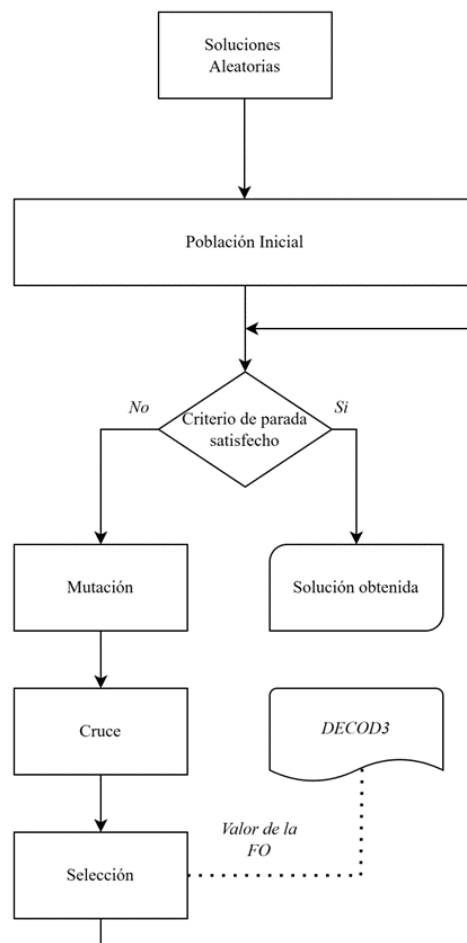 Soluciones
Aleatorias
Población Inicial
No
Si
Criterio de parada
satisfecho
Mutación
Solución obtenida
Cruce
DECOD3
Valor de la
FO
Selección